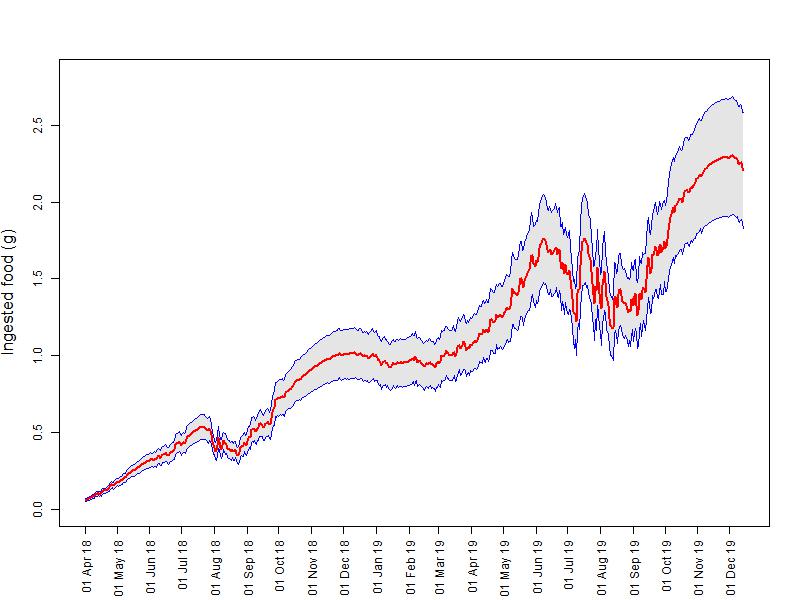 Ingested food (g)
2.5
2.0
1.5
1.0
0.5
0.0
01 Apr 18
01 May 18
01 Jun 18
01 Jul 18
01 Aug 18
01 Sep 18
01 Oct 18
01 Nov 18
01 Dec 18
01 Jan 19
01 Feb 19
01 Mar 19
01 Apr 19
01 May 19
01 Jun 19
01 Jul 19
01 Aug 19
01 Sep 19
01 Oct 19
01 Nov 19
01 Dec 19